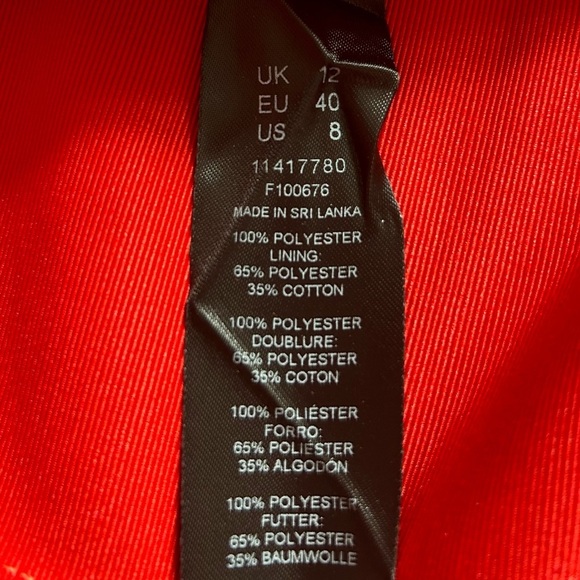 UK 12
EU 40
US 8
11417780
F100676
MADE IN SRI LANKA
100% POLYESTER
LINING:
65% POLYESTER
35% COTTON
100% POLYESTER
DOUBLURE:
65% POLYESTER
35% COTON
100% POLIÉSTER
FORRO:
65% POLIÉSTER
35% ALGODÓN
100% POLYESTER
FUTTER:
65% POLYESTER
35% BAUMWOLLE